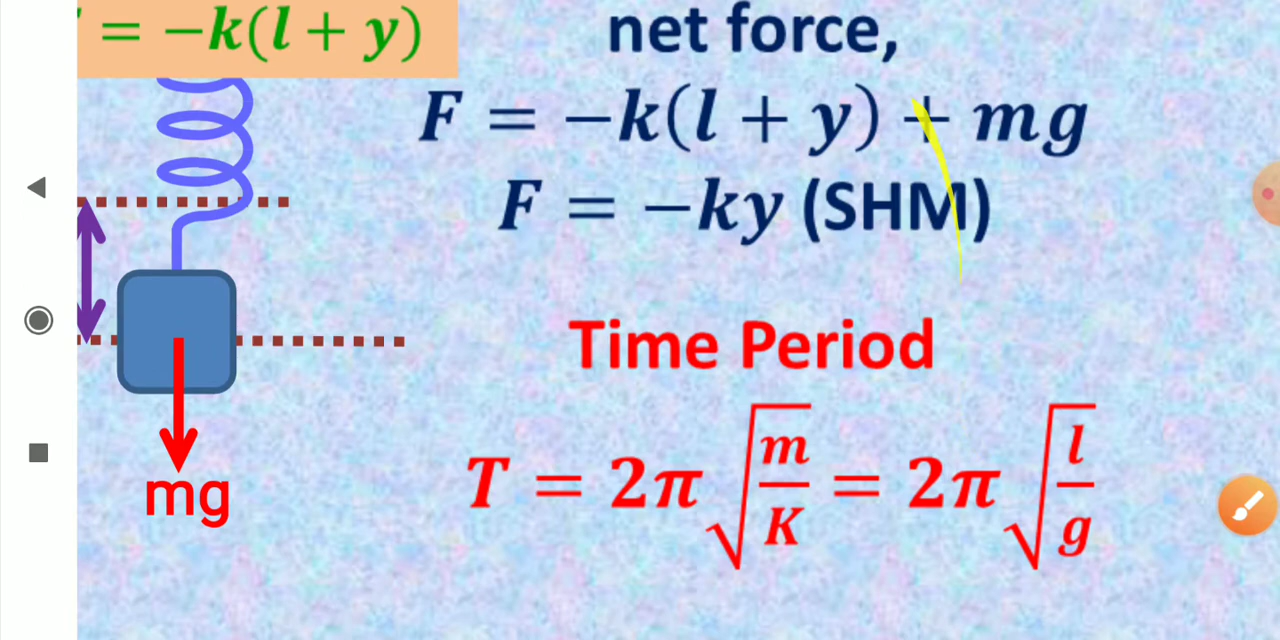 = −k(l + y)
net force,
F = −k(l + y) + mg
F = −ky (SHM)
Time Period
T = 2π √(m/K) = 2π √(l/g)
mg